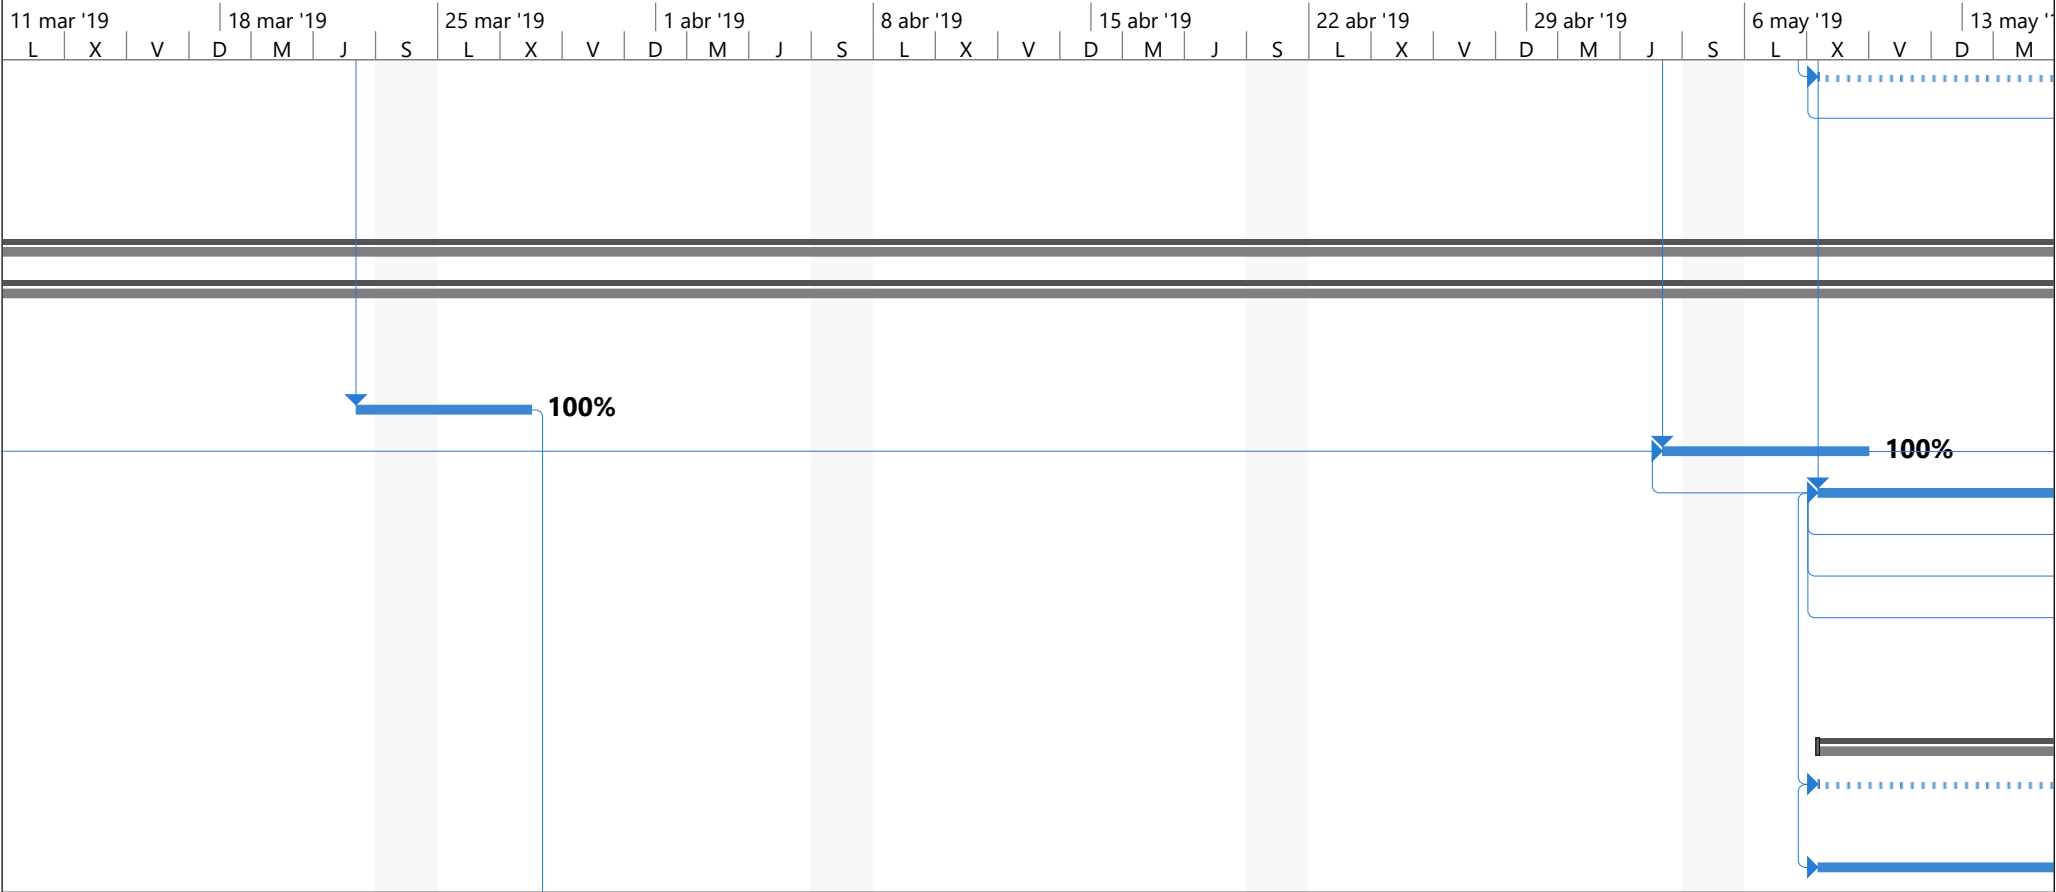 11 mar '19 18 mar '19 25 mar '19 1 abr '19 8 abr '19 15 abr '19 22 abr '19 29 abr '19 6 may '19 13 may '
L X V D M J S L X V D M J S L X V D M J S L X V D M J S L X V D M
100%
100%